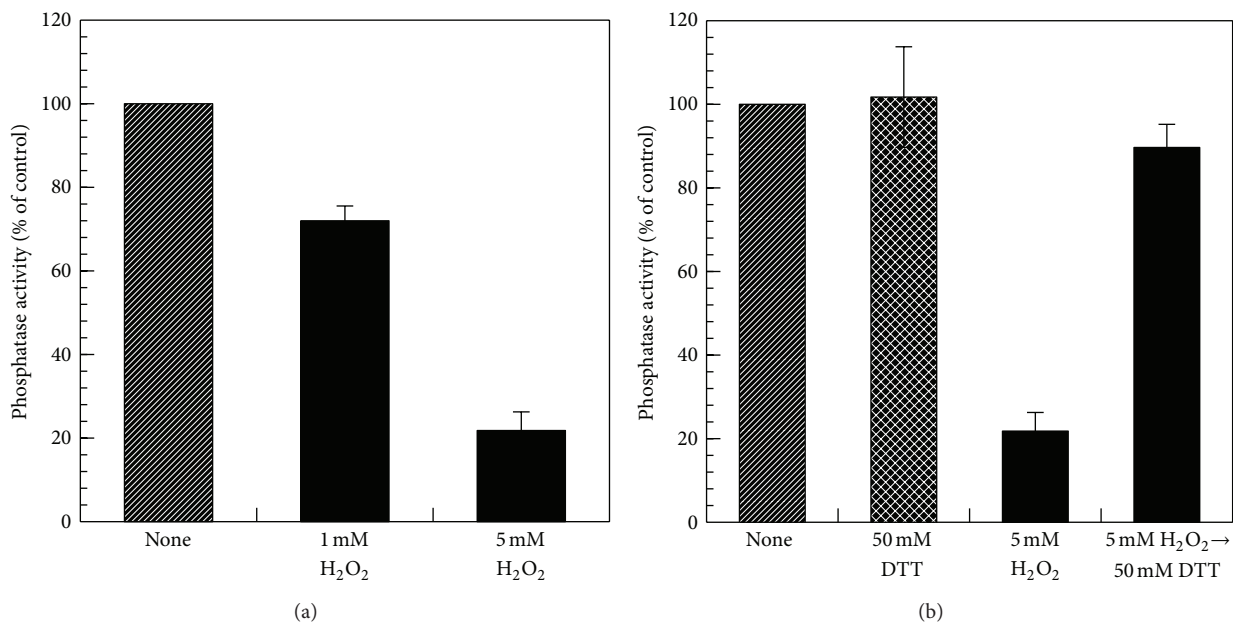 Phosphatase activity (% of control)
120
100
80
60
40
20
0
None
1 mM
H₂O₂
5 mM
H₂O₂
(a)
Phosphatase activity (% of control)
120
100
80
60
40
20
0
None
50 mM
DTT
5 mM
H₂O₂
5 mM H₂O₂→
50 mM DTT
(b)